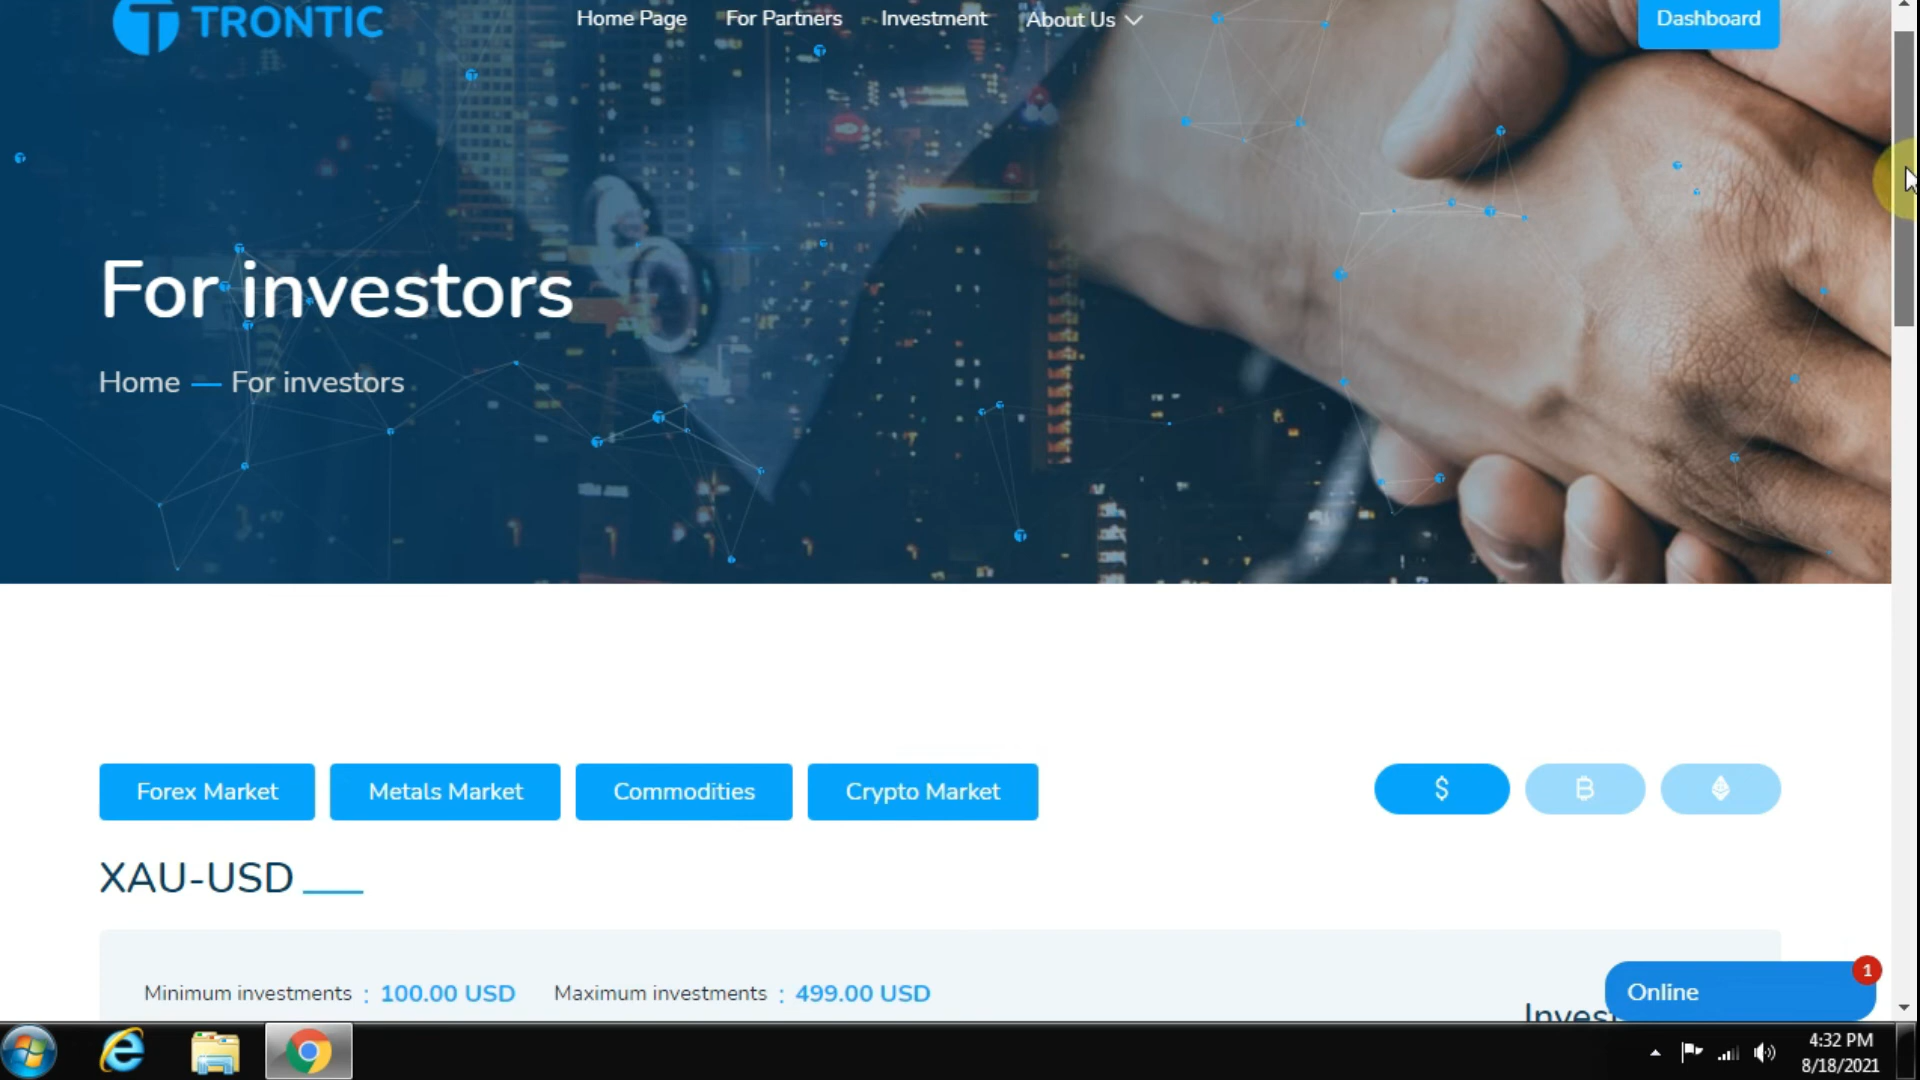 TRONTIC
Home Page For Partners Investment About Us
Dashboard
For investors
Home — For investors
Forex Market Metals Market Commodities Crypto Market
$
XAU-USD
Minimum investments : 100.00 USD Maximum investments : 499.00 USD
1
Online
4:32 PM
8/18/2021